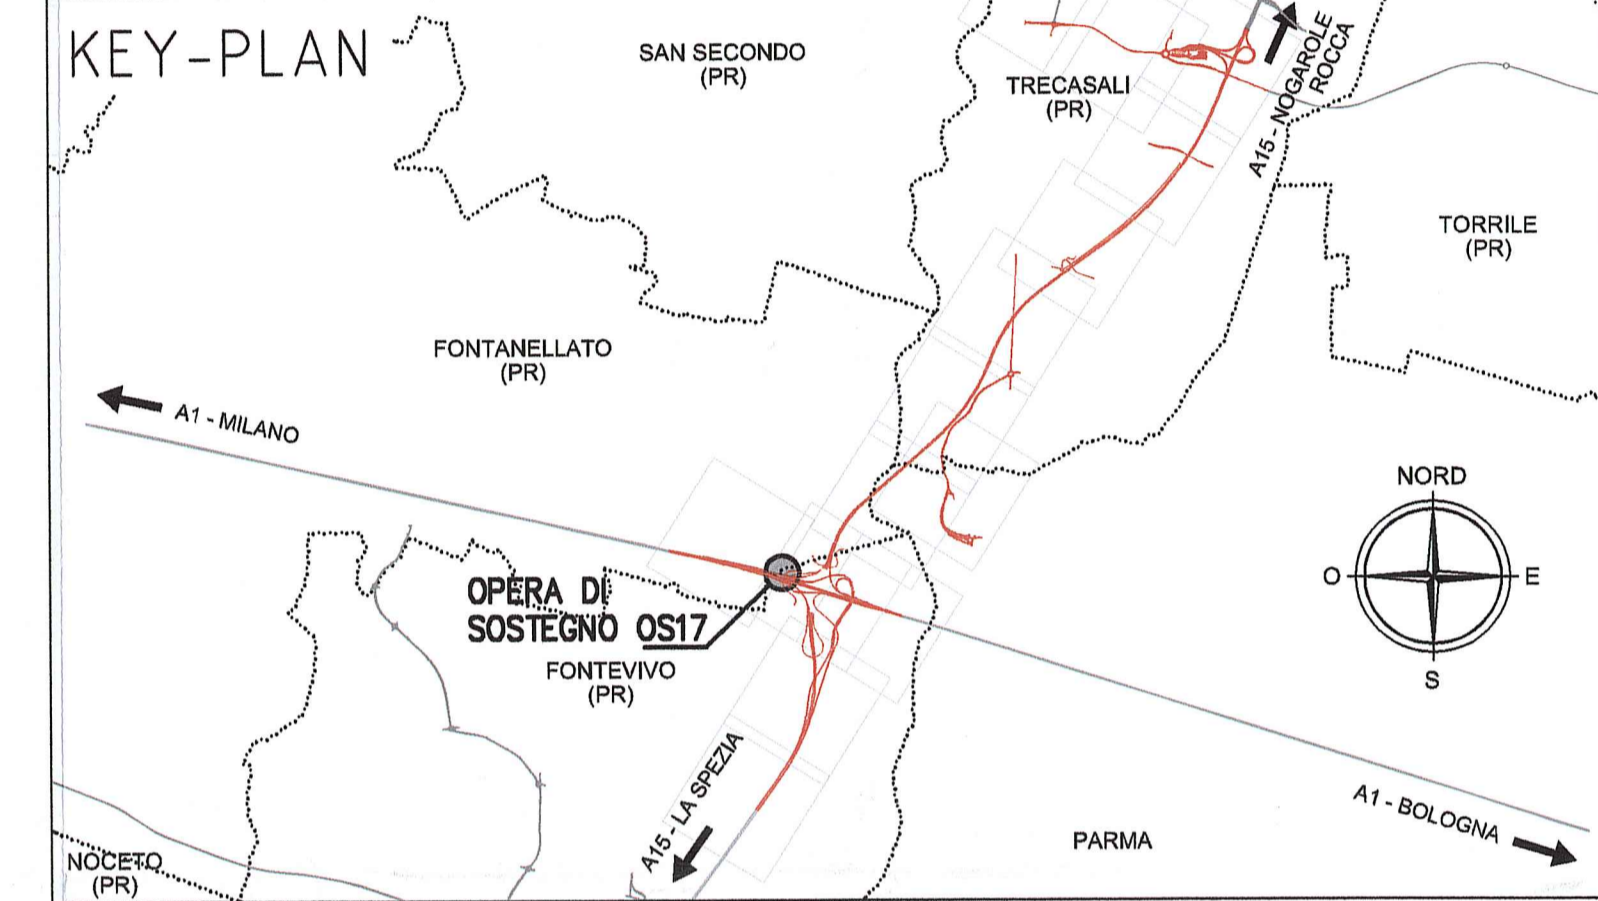 KEY-PLAN
SAN SECONDO
(PR)
TRECASALI
(PR)
A15 - NOGAROLE
ROCCA
TORRILE
(PR)
FONTANELLATO
(PR)
A1 - MILANO
NORD
O
E
S
OPERA DI
SOSTEGNO OS17
FONTEVIVO
(PR)
A15 - LA SPEZIA
A1 - BOLOGNA
PARMA
NOCETO
(PR)